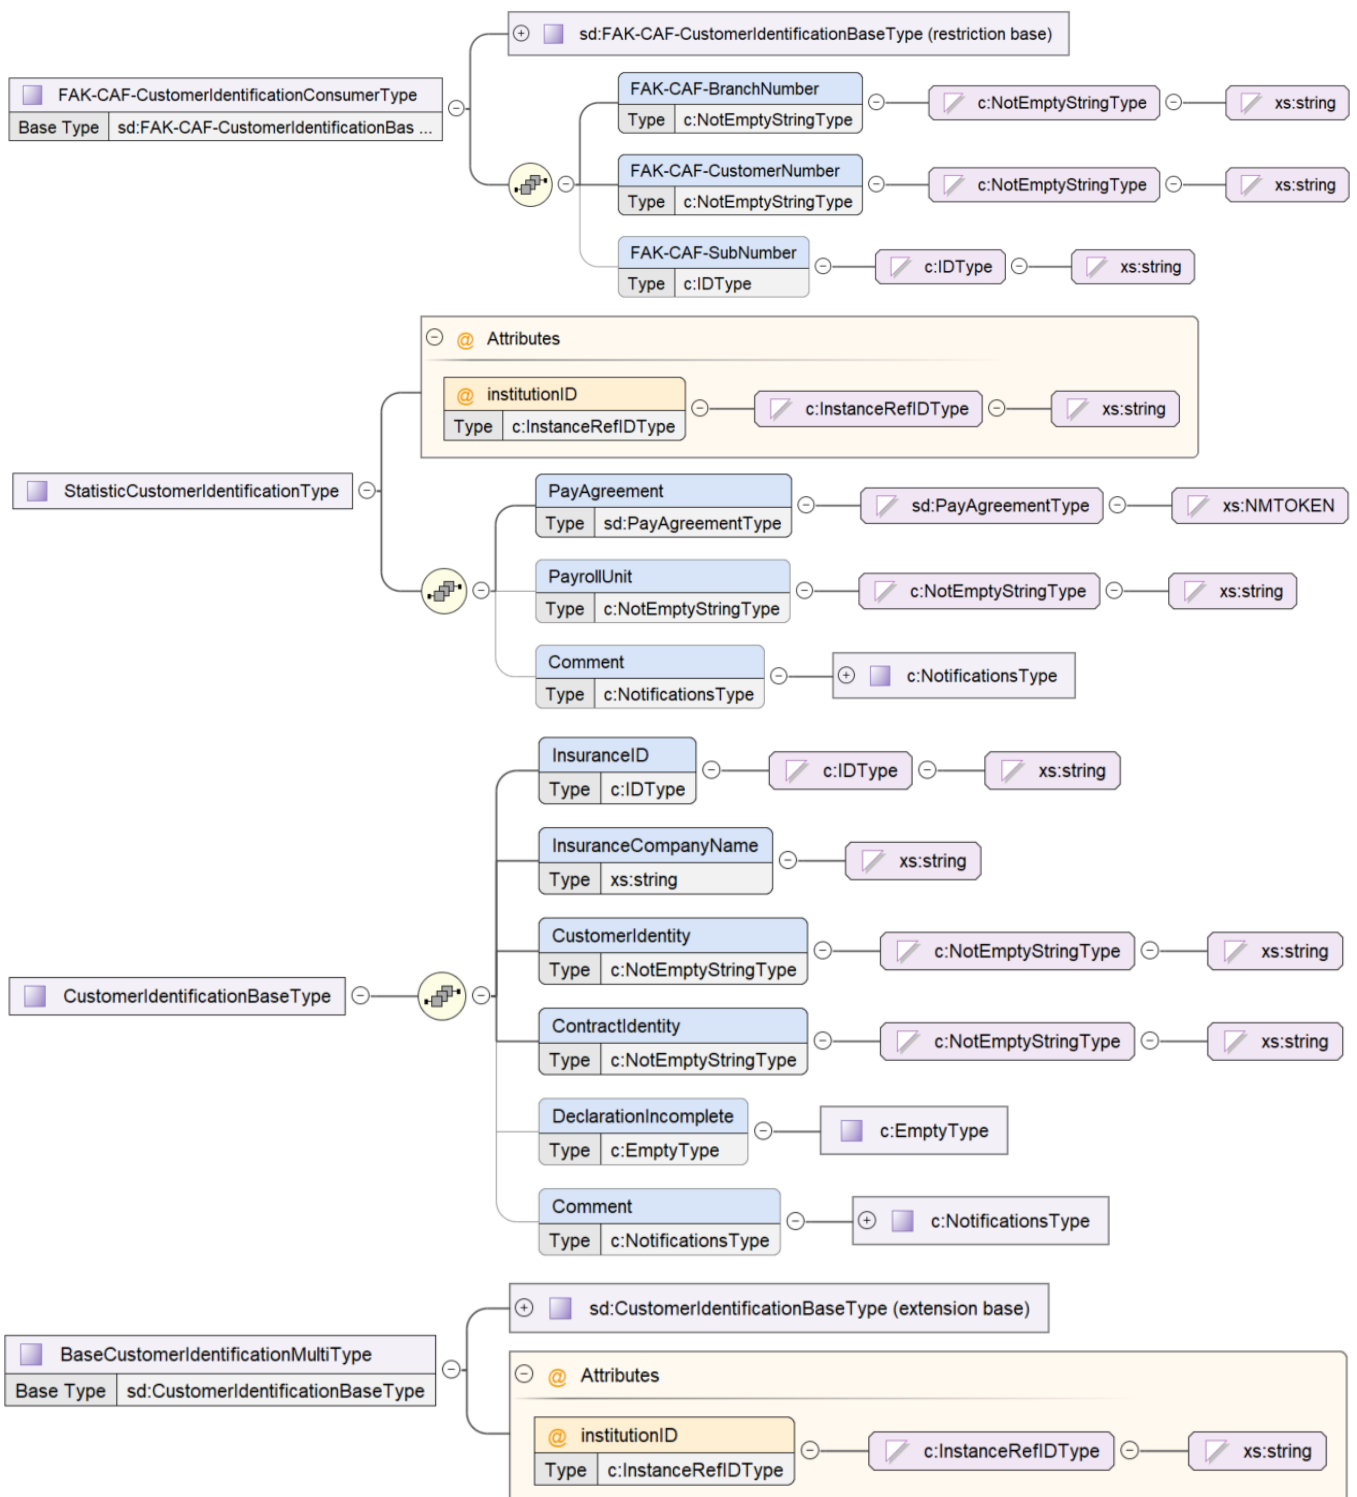 sd:FAK-CAF-CustomerIdentificationBaseType (restriction base)
FAK-CAF-CustomerIdentificationConsumerType
Base Type sd:FAK-CAF-CustomerIdentificationBas ...
FAK-CAF-BranchNumber
Type c:NotEmptyStringType
c:NotEmptyStringType
xs:string
FAK-CAF-CustomerNumber
Type c:NotEmptyStringType
c:NotEmptyStringType
xs:string
FAK-CAF-SubNumber
Type c:IDType
c:IDType
xs:string
@ Attributes
@ institutionID
Type c:InstanceRefIDType
c:InstanceRefIDType
xs:string
StatisticCustomerIdentificationType
PayAgreement
Type sd:PayAgreementType
sd:PayAgreementType
xs:NMTOKEN
PayrollUnit
Type c:NotEmptyStringType
c:NotEmptyStringType
xs:string
Comment
Type c:NotificationsType
c:NotificationsType
InsuranceID
Type c:IDType
c:IDType
xs:string
InsuranceCompanyName
Type xs:string
xs:string
CustomerIdentity
Type c:NotEmptyStringType
c:NotEmptyStringType
xs:string
CustomerIdentificationBaseType
ContractIdentity
Type c:NotEmptyStringType
c:NotEmptyStringType
xs:string
DeclarationIncomplete
Type c:EmptyType
c:EmptyType
Comment
Type c:NotificationsType
c:NotificationsType
sd:CustomerIdentificationBaseType (extension base)
BaseCustomerIdentificationMultiType
Base Type sd:CustomerIdentificationBaseType
@ Attributes
@ institutionID
Type c:InstanceRefIDType
c:InstanceRefIDType
xs:string